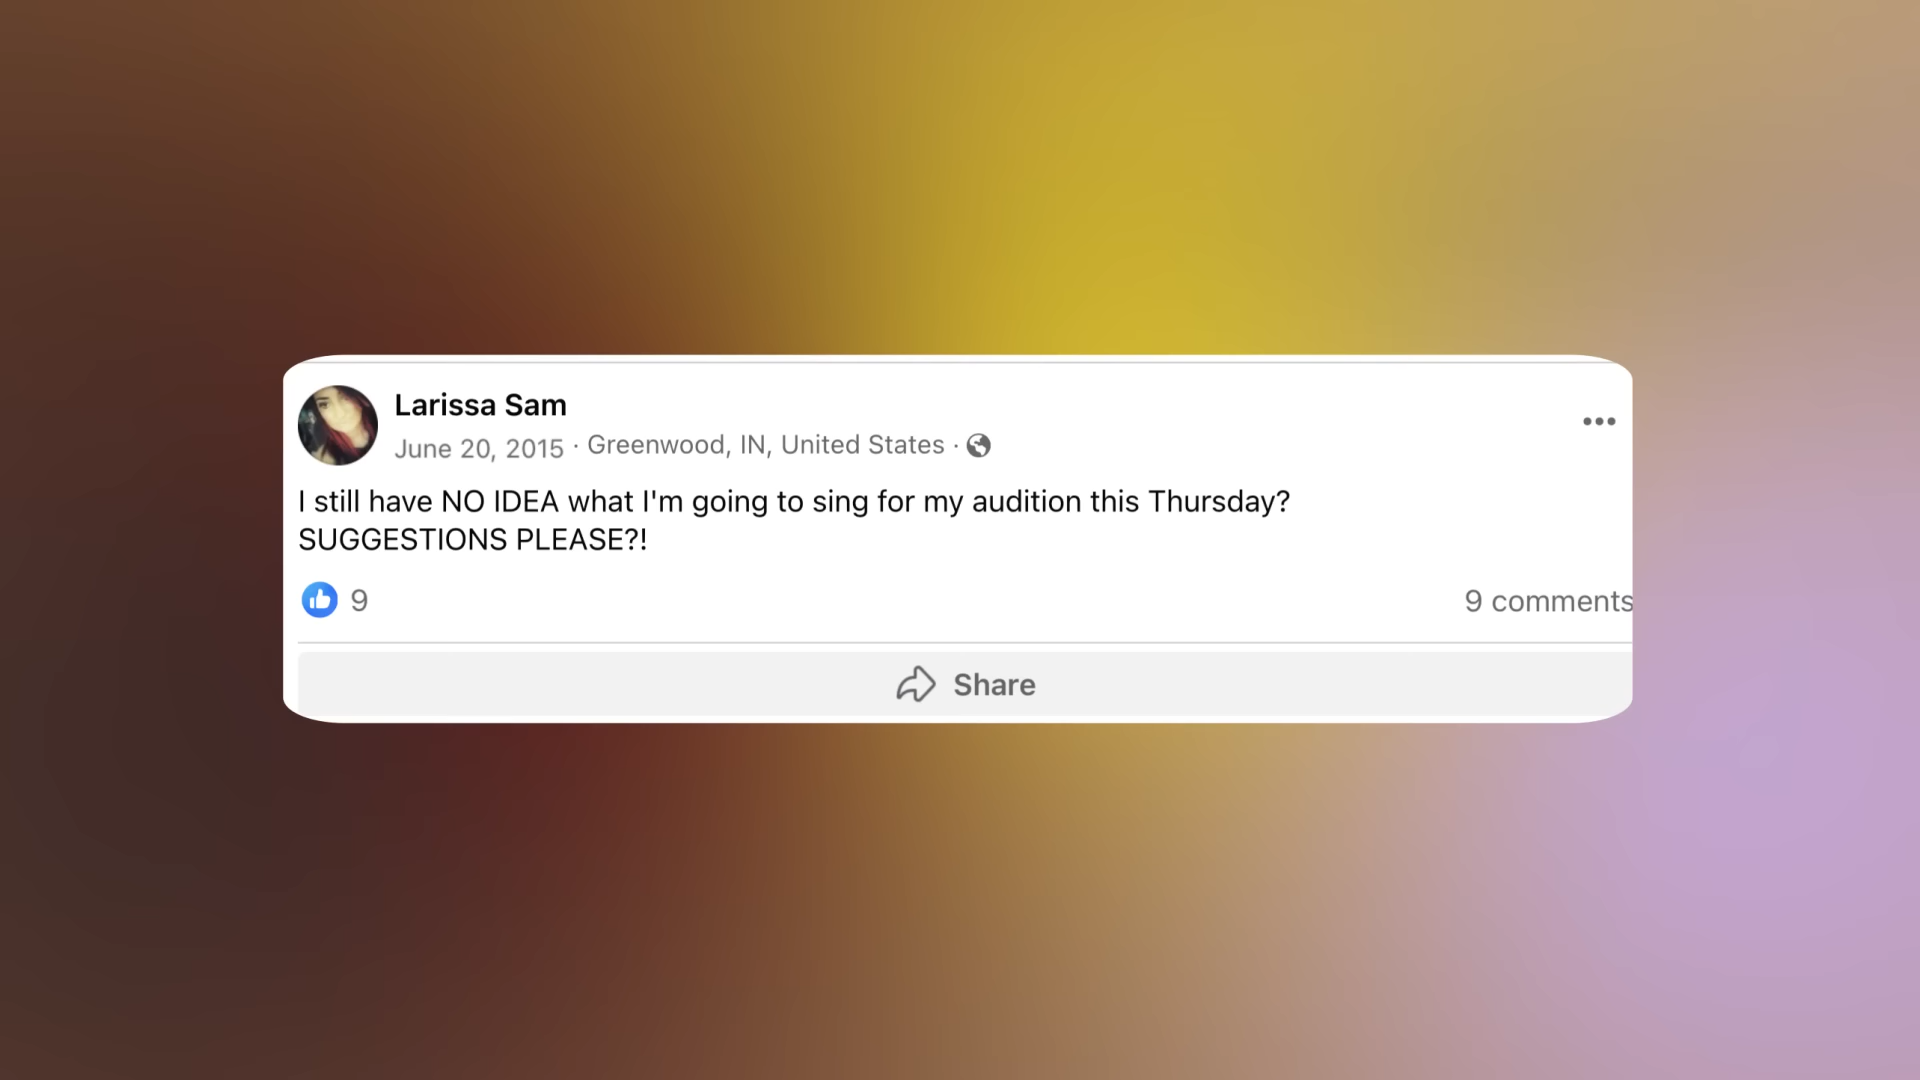 Larissa Sam
June 20, 2015 · Greenwood, IN, United States ·
I still have NO IDEA what I'm going to sing for my audition this Thursday?
SUGGESTIONS PLEASE?!
9
9 comments
Share